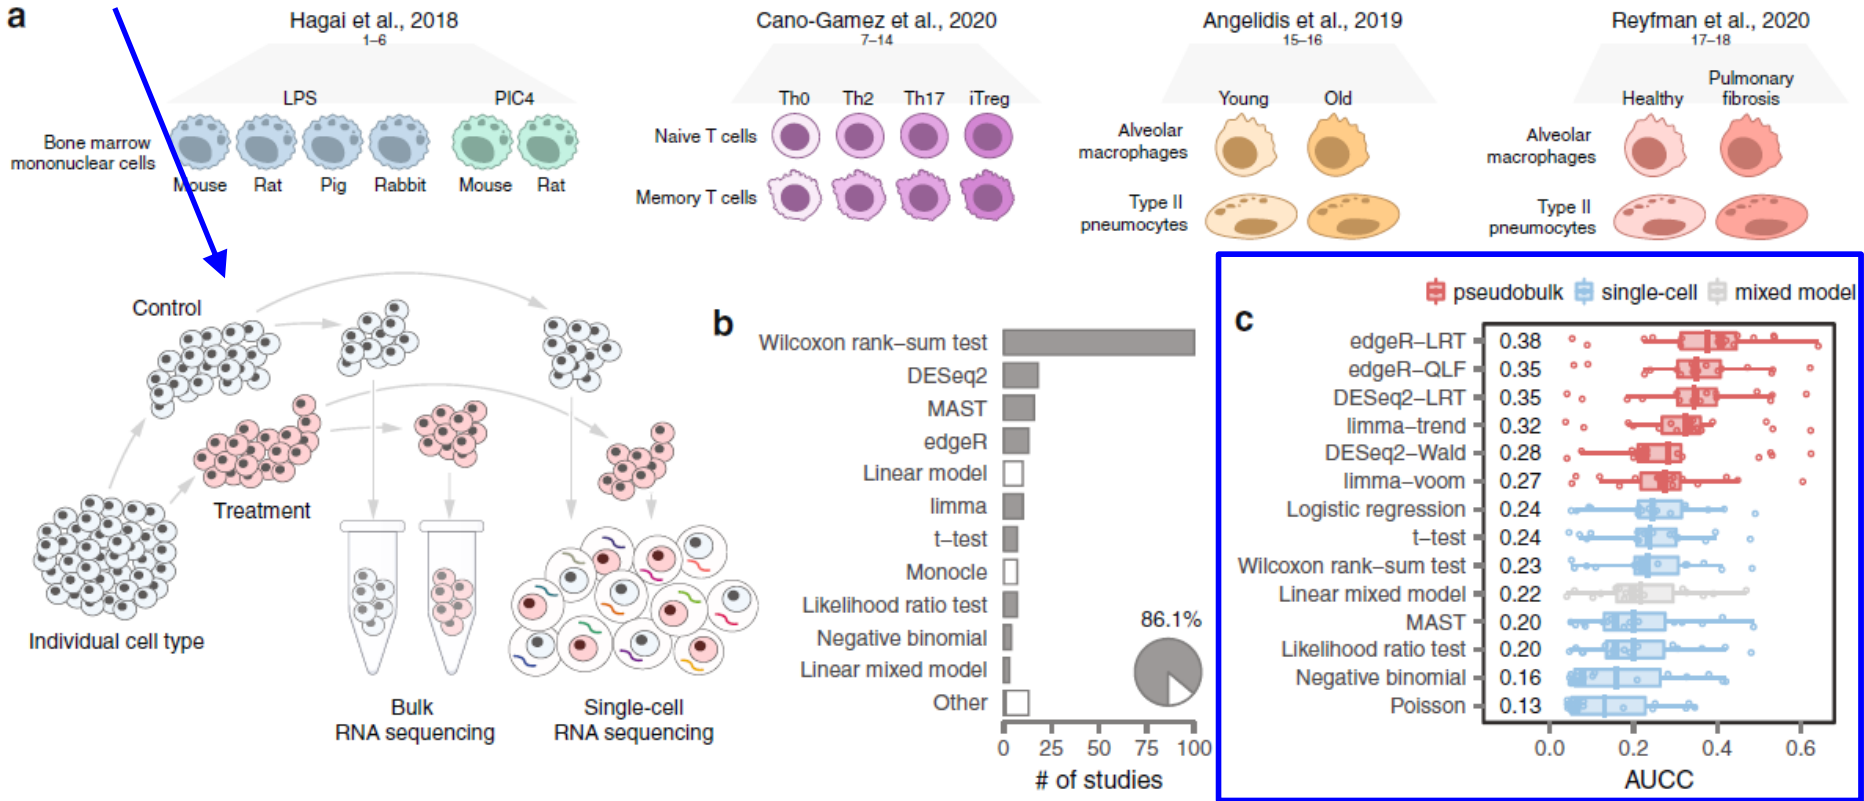 a
Hagai et al., 2018
1–6
LPS
PIC4
Bone marrow
mononuclear cells
Mouse
Rat
Pig
Rabbit
Mouse
Rat
Cano-Gamez et al., 2020
7–14
Th0
Th2
Th17
iTreg
Naive T cells
Memory T cells
Angelidis et al., 2019
15–16
Young
Old
Alveolar
macrophages
Type II
pneumocytes
Reyfman et al., 2020
17–18
Healthy
Pulmonary
fibrosis
Alveolar
macrophages
Type II
pneumocytes
Control
Treatment
Individual cell type
Bulk
RNA sequencing
Single-cell
RNA sequencing
b
Wilcoxon rank–sum test
DESeq2
MAST
edgeR
Linear model
limma
t–test
Monocle
Likelihood ratio test
Negative binomial
Linear mixed model
Other
86.1%
0 25 50 75 100
# of studies
c
pseudobulk single-cell mixed model
edgeR–LRT 0.38
edgeR–QLF 0.35
DESeq2–LRT 0.35
limma–trend 0.32
DESeq2–Wald 0.28
limma–voom 0.27
Logistic regression 0.24
t–test 0.24
Wilcoxon rank–sum test 0.23
Linear mixed model 0.22
MAST 0.20
Likelihood ratio test 0.20
Negative binomial 0.16
Poisson 0.13
0.0 0.2 0.4 0.6
AUCC